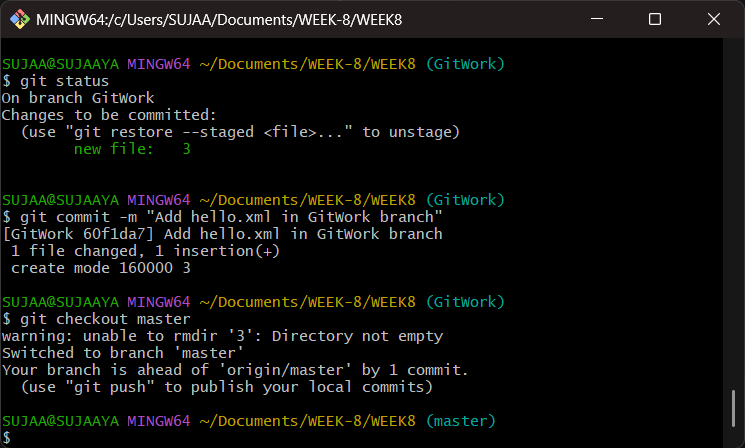 MINGW64:/c/Users/SUJAA/Documents/WEEK-8/WEEK8
SUJAA@SUJAAYA MINGW64 ~/Documents/WEEK-8/WEEK8 (GitWork)
$ git status
On branch GitWork
Changes to be committed:
  (use "git restore --staged <file>..." to unstage)
        new file:   3
SUJAA@SUJAAYA MINGW64 ~/Documents/WEEK-8/WEEK8 (GitWork)
$ git commit -m "Add hello.xml in GitWork branch"
[GitWork 60f1da7] Add hello.xml in GitWork branch
 1 file changed, 1 insertion(+)
 create mode 160000 3
SUJAA@SUJAAYA MINGW64 ~/Documents/WEEK-8/WEEK8 (GitWork)
$ git checkout master
warning: unable to rmdir '3': Directory not empty
Switched to branch 'master'
Your branch is ahead of 'origin/master' by 1 commit.
  (use "git push" to publish your local commits)
SUJAA@SUJAAYA MINGW64 ~/Documents/WEEK-8/WEEK8 (master)
$